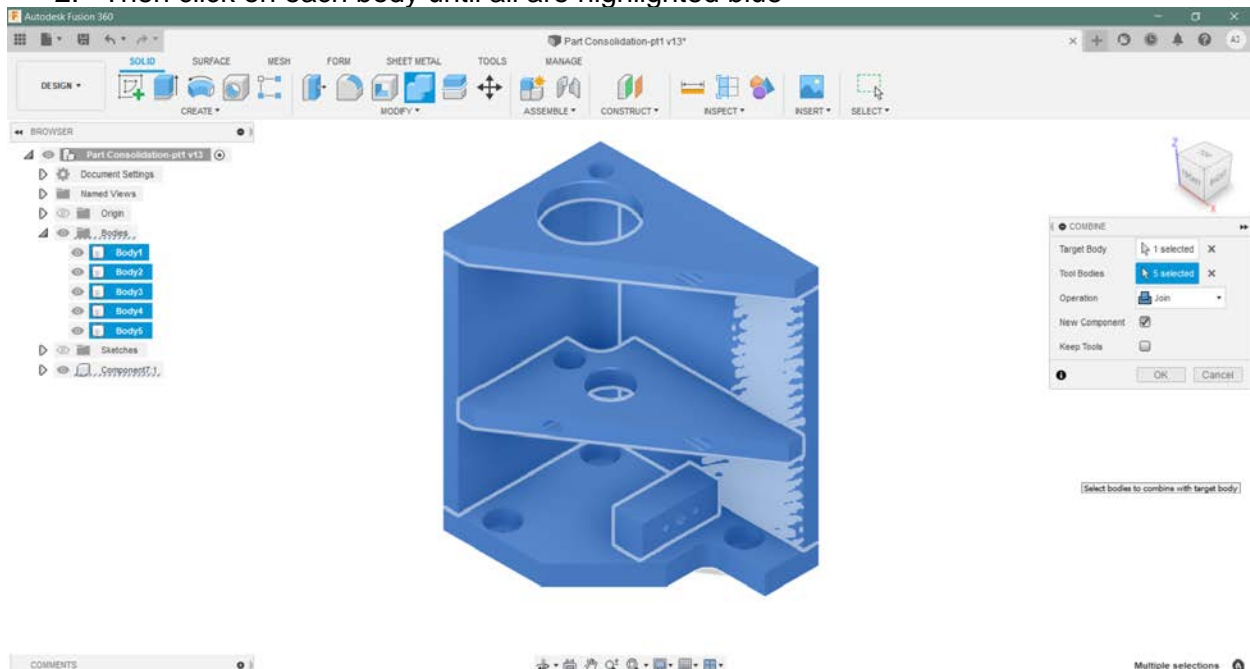 2. Then click on each body until all are highlighted blue
Autodesk Fusion 360
Part Consolidation-pt1 v13*
SOLID SURFACE MESH FORM SHEET METAL TOOLS MANAGE
DESIGN
CREATE MODIFY ASSEMBLE CONSTRUCT INSPECT INSERT SELECT
BROWSER
Part Consolidation-pt1 v13
Document Settings
Named Views
Origin
Bodies
Body1
Body2
Body3
Body4
Body5
Sketches
Component7:1
TOP
FRONT
RIGHT
Z
X
COMBINE
Target Body 1 selected
Tool Bodies 5 selected
Operation Join
New Component
Keep Tools
OK Cancel
Select bodies to combine with target body
COMMENTS
Multiple selections